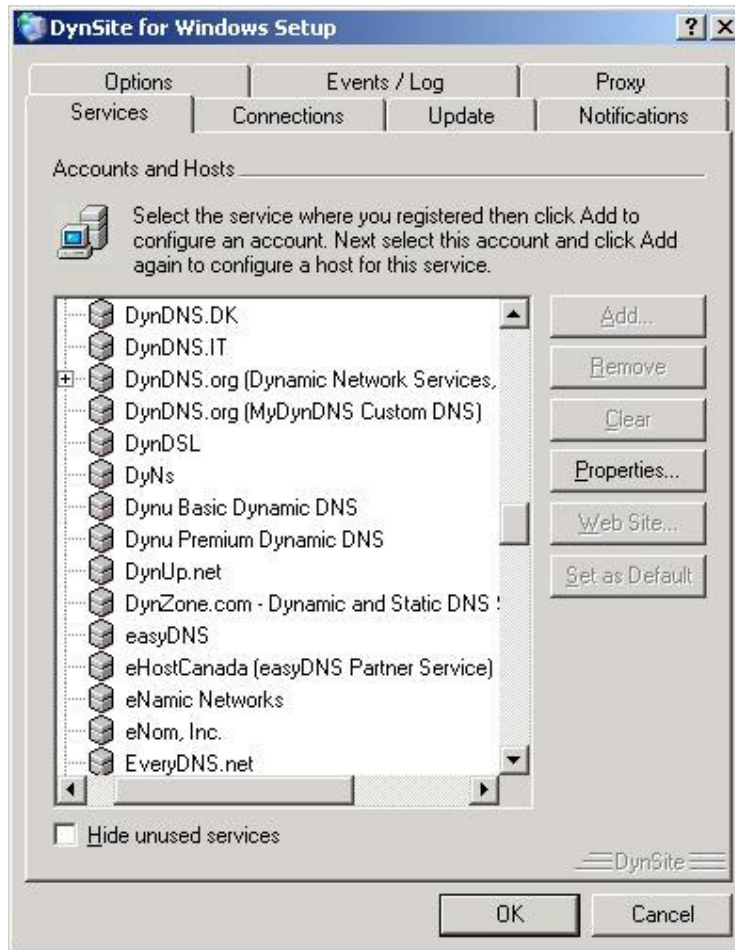 DynSite for Windows Setup
Options Events / Log Proxy
Services Connections Update Notifications
Accounts and Hosts
Select the service where you registered then click Add to
configure an account. Next select this account and click Add
again to configure a host for this service.
DynDNS.DK
DynDNS.IT
DynDNS.org (Dynamic Network Services,
DynDNS.org (MyDynDNS Custom DNS)
DynDSL
DyNs
Dynu Basic Dynamic DNS
Dynu Premium Dynamic DNS
DynUp.net
DynZone.com - Dynamic and Static DNS
easyDNS
eHostCanada (easyDNS Partner Service)
eNamic Networks
eNom, Inc.
EveryDNS.net
Add...
Remove
Clear
Properties...
Web Site...
Set as Default
Hide unused services
DynSite
OK Cancel